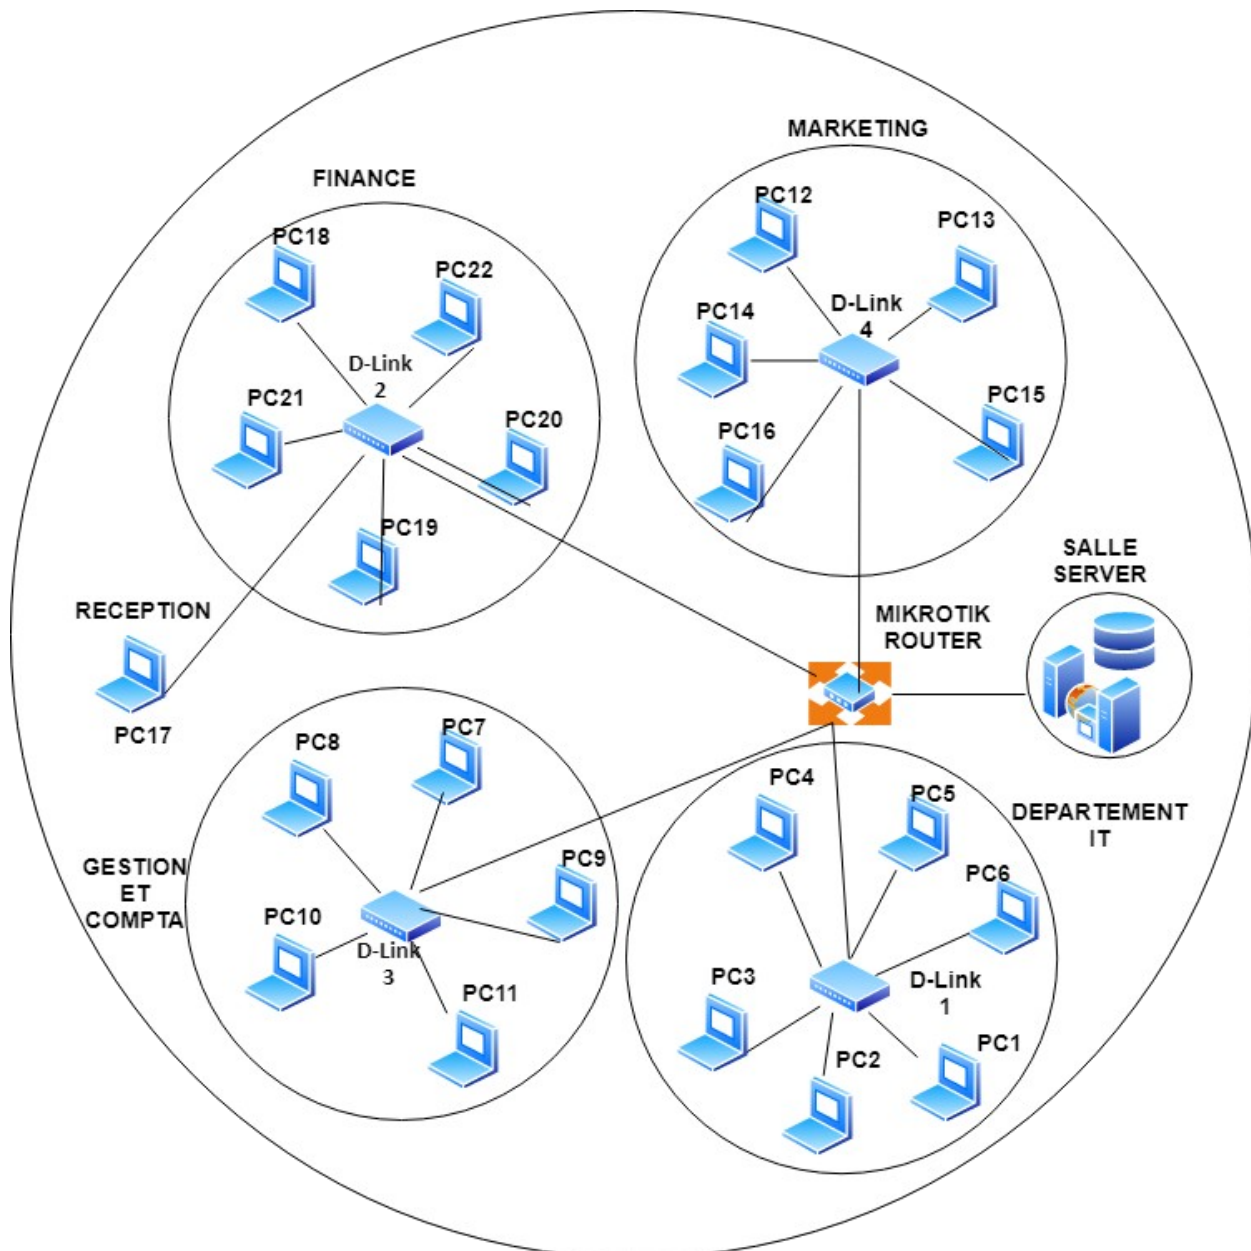 MARKETING
PC12
PC13
D-Link
4
PC14
PC15
PC16
FINANCE
PC18
PC22
D-Link
2
PC21
PC20
PC19
RECEPTION
PC17
SALLE
SERVER
MIKROTIK
ROUTER
GESTION
ET
COMPTA
PC8
PC7
PC9
PC10
D-Link
3
PC11
DEPARTEMENT
IT
PC4
PC5
PC6
PC3
D-Link
1
PC2
PC1